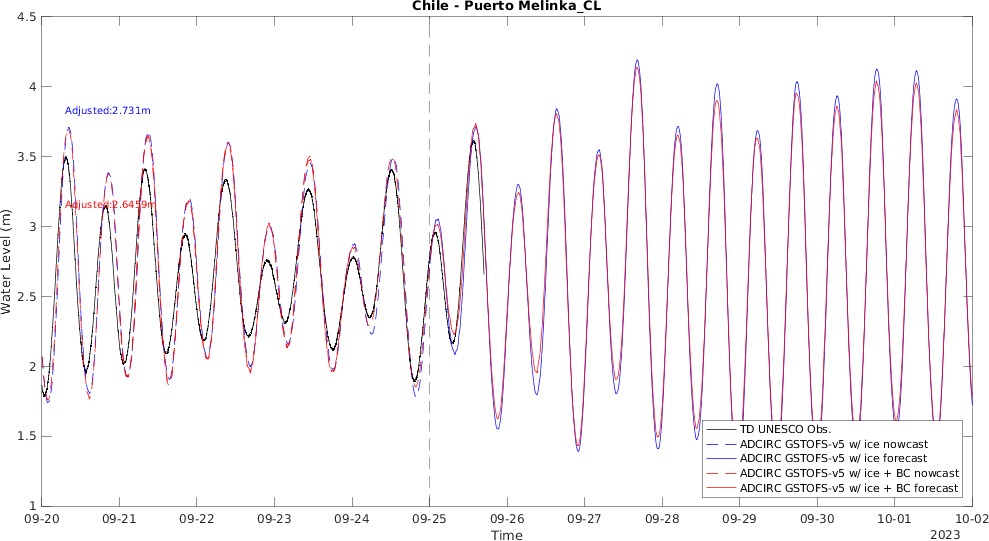 Chile - Puerto Melinka_CL
4.5
4
3.5
3
2.5
2
1.5
1
Water Level (m)
Adjusted:2.731m
Adjusted:2.6459m
TD UNESCO Obs.
ADCIRC GSTOFS-v5 w/ ice nowcast
ADCIRC GSTOFS-v5 w/ ice forecast
ADCIRC GSTOFS-v5 w/ ice + BC nowcast
ADCIRC GSTOFS-v5 w/ ice + BC forecast
09-20 09-21 09-22 09-23 09-24 09-25 09-26 09-27 09-28 09-29 09-30 10-01 10-02
Time
2023